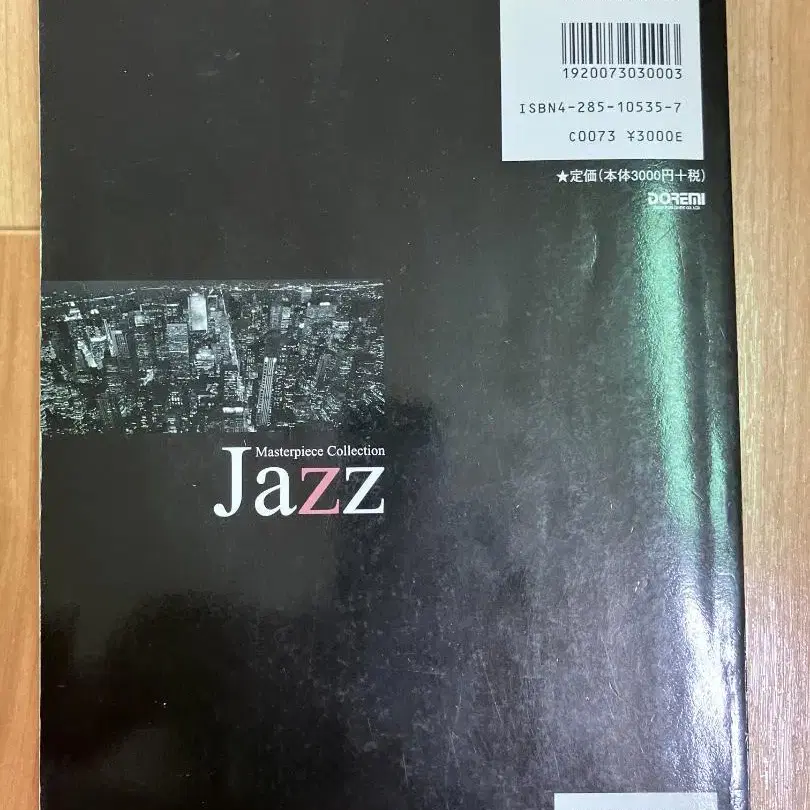 1920073030003
ISBN4-285-10535-7
C0073 ¥3000E
★定価(本体3000円+税)
DOREMI
Masterpiece Collection
Jazz